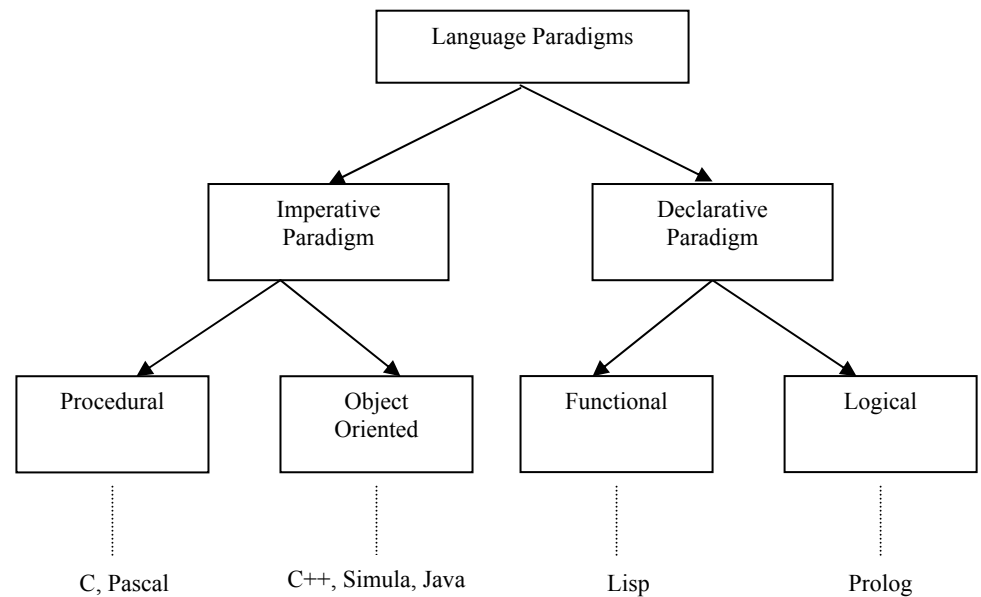 Language Paradigms
Imperative
Paradigm
Declarative
Paradigm
Procedural
Object
Oriented
Functional
Logical
C, Pascal
C++, Simula, Java
Lisp
Prolog